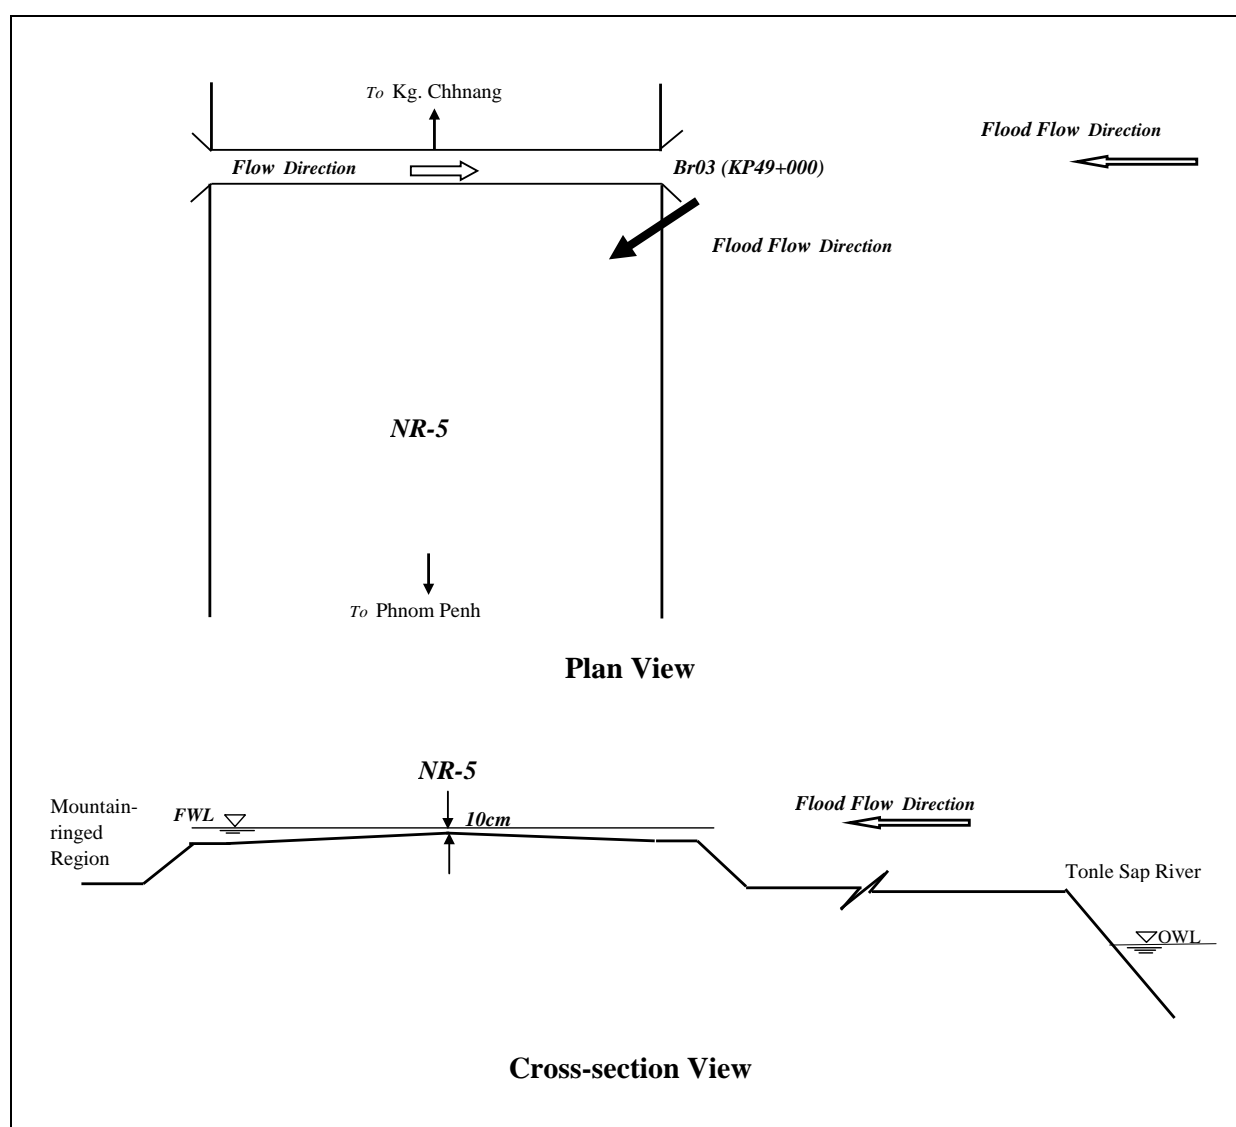 To Kg. Chhnang
Flood Flow Direction
Flow Direction
Br03 (KP49+000)
Flood Flow Direction
NR-5
To Phnom Penh
Plan View
NR-5
Mountain-
ringed
Region
FWL
10cm
Flood Flow Direction
Tonle Sap River
OWL
Cross-section View